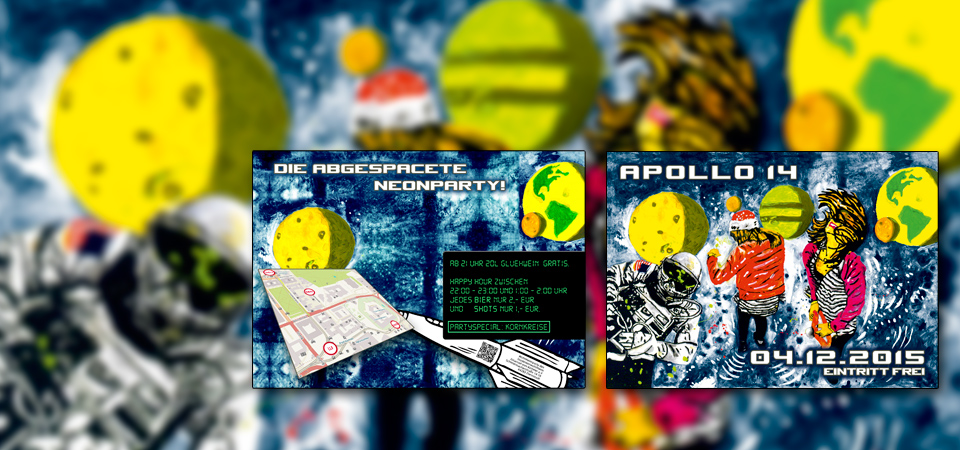 DIE ABGESPACETE
NEONPARTY!
AB 21 UHR 20L GLUEHWEIN GRATIS.
HAPPY HOUR ZWISCHEN
22:00 - 23:00 UND 1:00 - 2:00 UHR
JEDES BIER NUR 2,- EUR
UND SHOTS NUR 1,- EUR.
PARTYSPECIAL KORNKREISE
APOLLO 14
04.12.2015
EINTRITT FREI